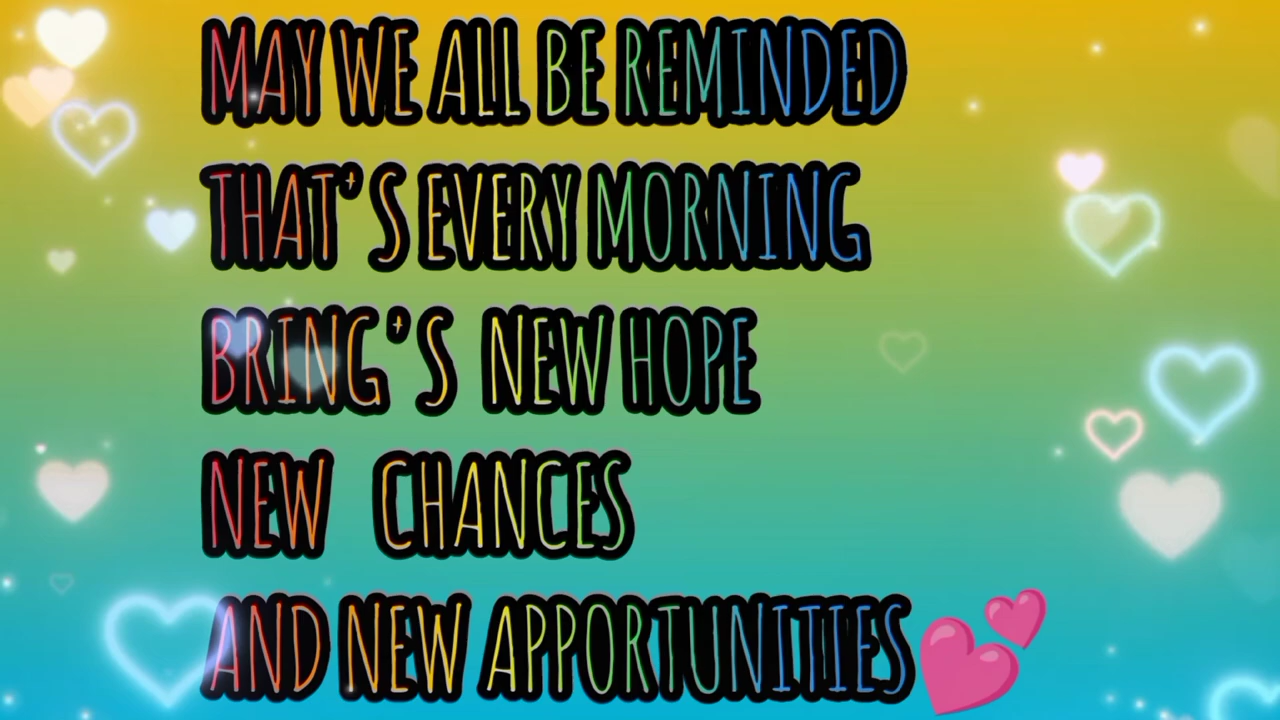 MAY WE ALL BE REMINDED
THAT'S EVERY MORNING
BRING'S NEW HOPE
NEW CHANCES
AND NEW APPORTUNITIES💕